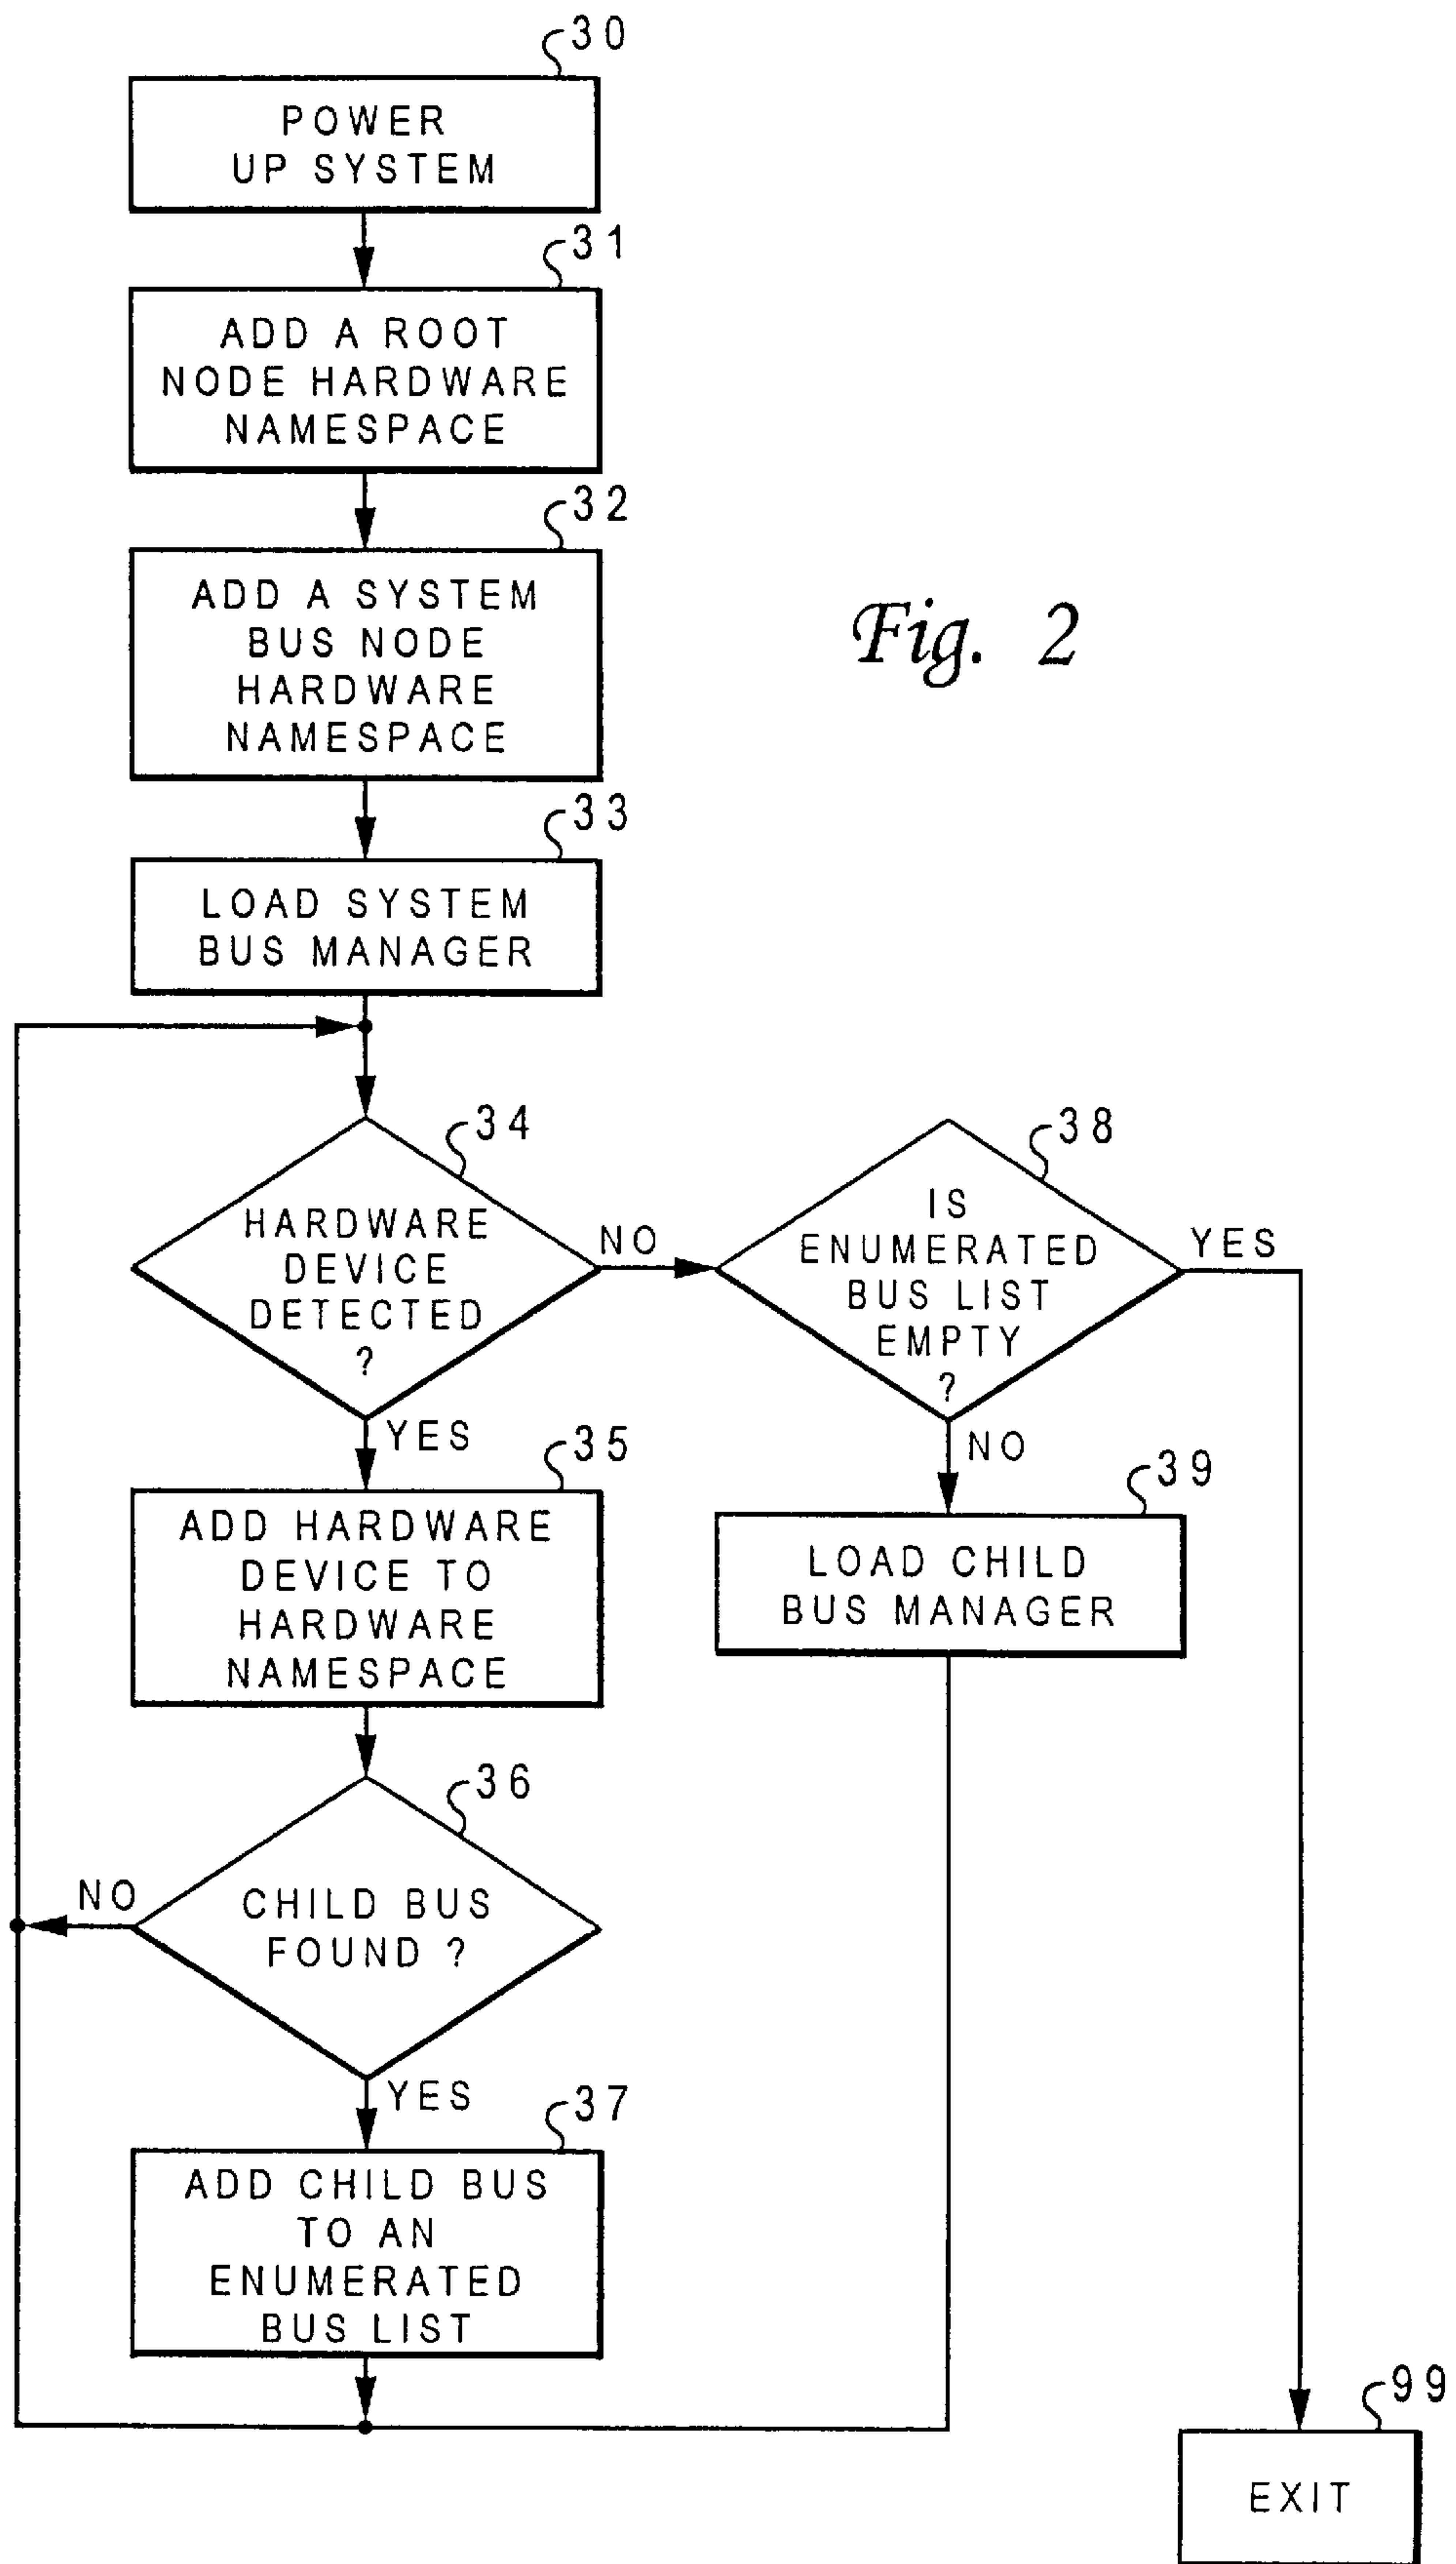 30
POWER
UP SYSTEM
31
ADD A ROOT
NODE HARDWARE
NAMESPACE
32
ADD A SYSTEM
BUS NODE
HARDWARE
NAMESPACE
Fig. 2
33
LOAD SYSTEM
BUS MANAGER
34
HARDWARE
DEVICE
DETECTED
?
NO
38
IS
ENUMERATED
BUS LIST
EMPTY
?
YES
YES
NO
35
ADD HARDWARE
DEVICE TO
HARDWARE
NAMESPACE
39
LOAD CHILD
BUS MANAGER
36
CHILD BUS
FOUND ?
NO
YES
37
ADD CHILD BUS
TO AN
ENUMERATED
BUS LIST
99
EXIT